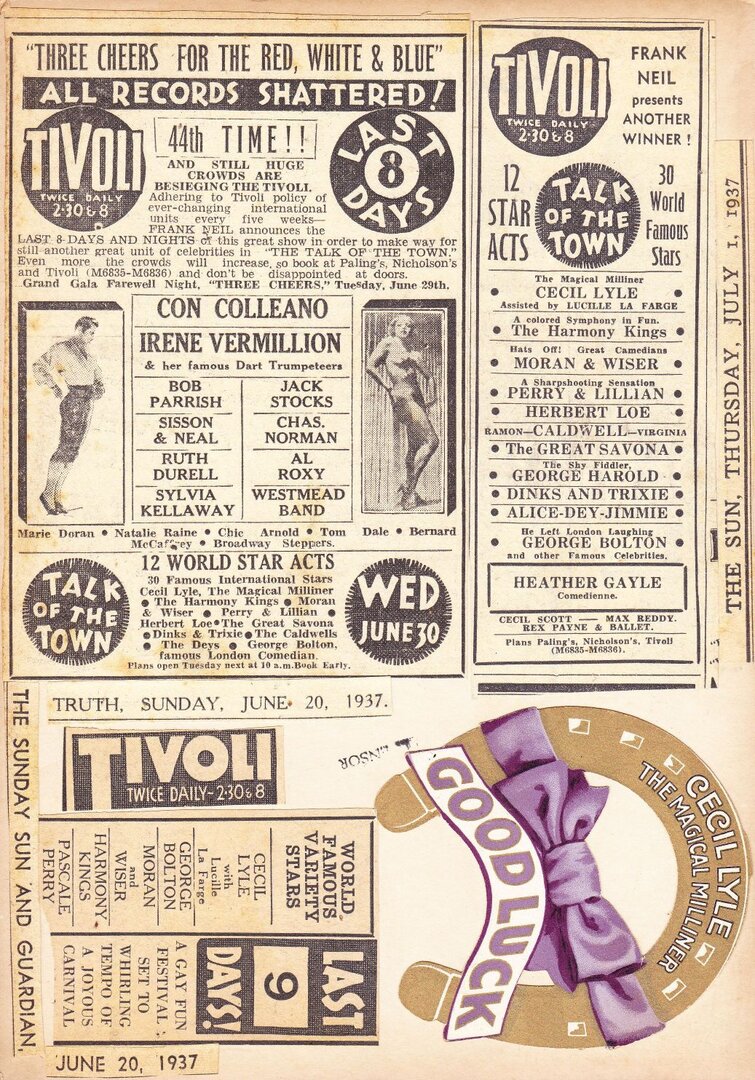 "THREE CHEERS FOR THE RED, WHITE & BLUE"
ALL RECORDS SHATTERED!
TIVOLI
TWICE DAILY
2·30 & 8
44th TIME!!
AND STILL HUGE
CROWDS ARE
BESIEGING THE TIVOLI.
Adhering to Tivoli policy of
ever-changing international
units every five weeks—
FRANK NEIL announces the
LAST 8 DAYS AND NIGHTS of this great show in order to make way for
still another great unit of celebrities in "THE TALK OF THE TOWN."
Even more the crowds will increase, so book at Paling's, Nicholson's
and Tivoli (M6835-M6836) and don't be disappointed at doors.
Grand Gala Farewell Night, "THREE CHEERS," Tuesday, June 29th.
LAST
8
DAYS
CON COLLEANO
IRENE VERMILLION
& her famous Dart Trumpeteers
BOB PARRISH
JACK STOCKS
SISSON & NEAL
CHAS. NORMAN
RUTH DURELL
AL ROXY
SYLVIA KELLAWAY
WESTMEAD BAND
Marie Doran • Natalie Raine • Chic Arnold • Tom Dale • Bernard
McCaffrey • Broadway Steppers.
TALK
OF THE
TOWN
12 WORLD STAR ACTS
30 Famous International Stars
Cecil Lyle, The Magical Milliner
• The Harmony Kings • Moran
& Wiser • Perry & Lillian •
Herbert Loe • The Great Savona
• Dinks & Trixie • The Caldwells
• The Deys • George Bolton,
famous London Comedian.
Plans open Tuesday next at 10 a.m. Book Early.
WED
JUNE 30
TIVOLI
TWICE DAILY
2·30 & 8
FRANK
NEIL
presents
ANOTHER
WINNER!
12
STAR
ACTS
TALK
OF THE
TOWN
30
World
Famous
Stars
The Magical Milliner
• CECIL LYLE •
Assisted by LUCILLE LA FARGE
A colored Symphony in Fun.
• The Harmony Kings •
Hats Off! Great Comedians
• MORAN & WISER •
A Sharpshooting Sensation
• PERRY & LILLIAN •
• HERBERT LOE •
RAMON—CALDWELL—VIRGINIA
• The GREAT SAVONA •
The Shy Fiddler,
• GEORGE HAROLD •
• DINKS AND TRIXIE •
• ALICE-DEY-JIMMIE •
He Left London Laughing
• GEORGE BOLTON •
and other Famous Celebrities.
HEATHER GAYLE
Comedienne.
CECIL SCOTT — MAX REDDY.
REX PAYNE & BALLET.
Plans Paling's, Nicholson's, Tivoli
(M6835-M6836).
THE SUN, THURSDAY, JULY 1, 1937
TRUTH, SUNDAY, JUNE 20, 1937.
THE SUNDAY SUN AND GUARDIAN,
JUNE 20, 1937
TIVOLI
TWICE DAILY-2·30 & 8
WORLD
FAMOUS
VARIETY
STARS
CECIL
LYLE
with
Lucille
La Farge
GEORGE
BOLTON
MORAN
and
WISER
HARMONY
KINGS
PASCALE
PERRY
LAST
9
DAYS!
A GAY FUN
FESTIVAL
SET TO
WHIRLING
TEMPO OF
A JOYOUS
CARNIVAL
CECIL LYLE
THE MAGICAL MILLINER
GOOD LUCK